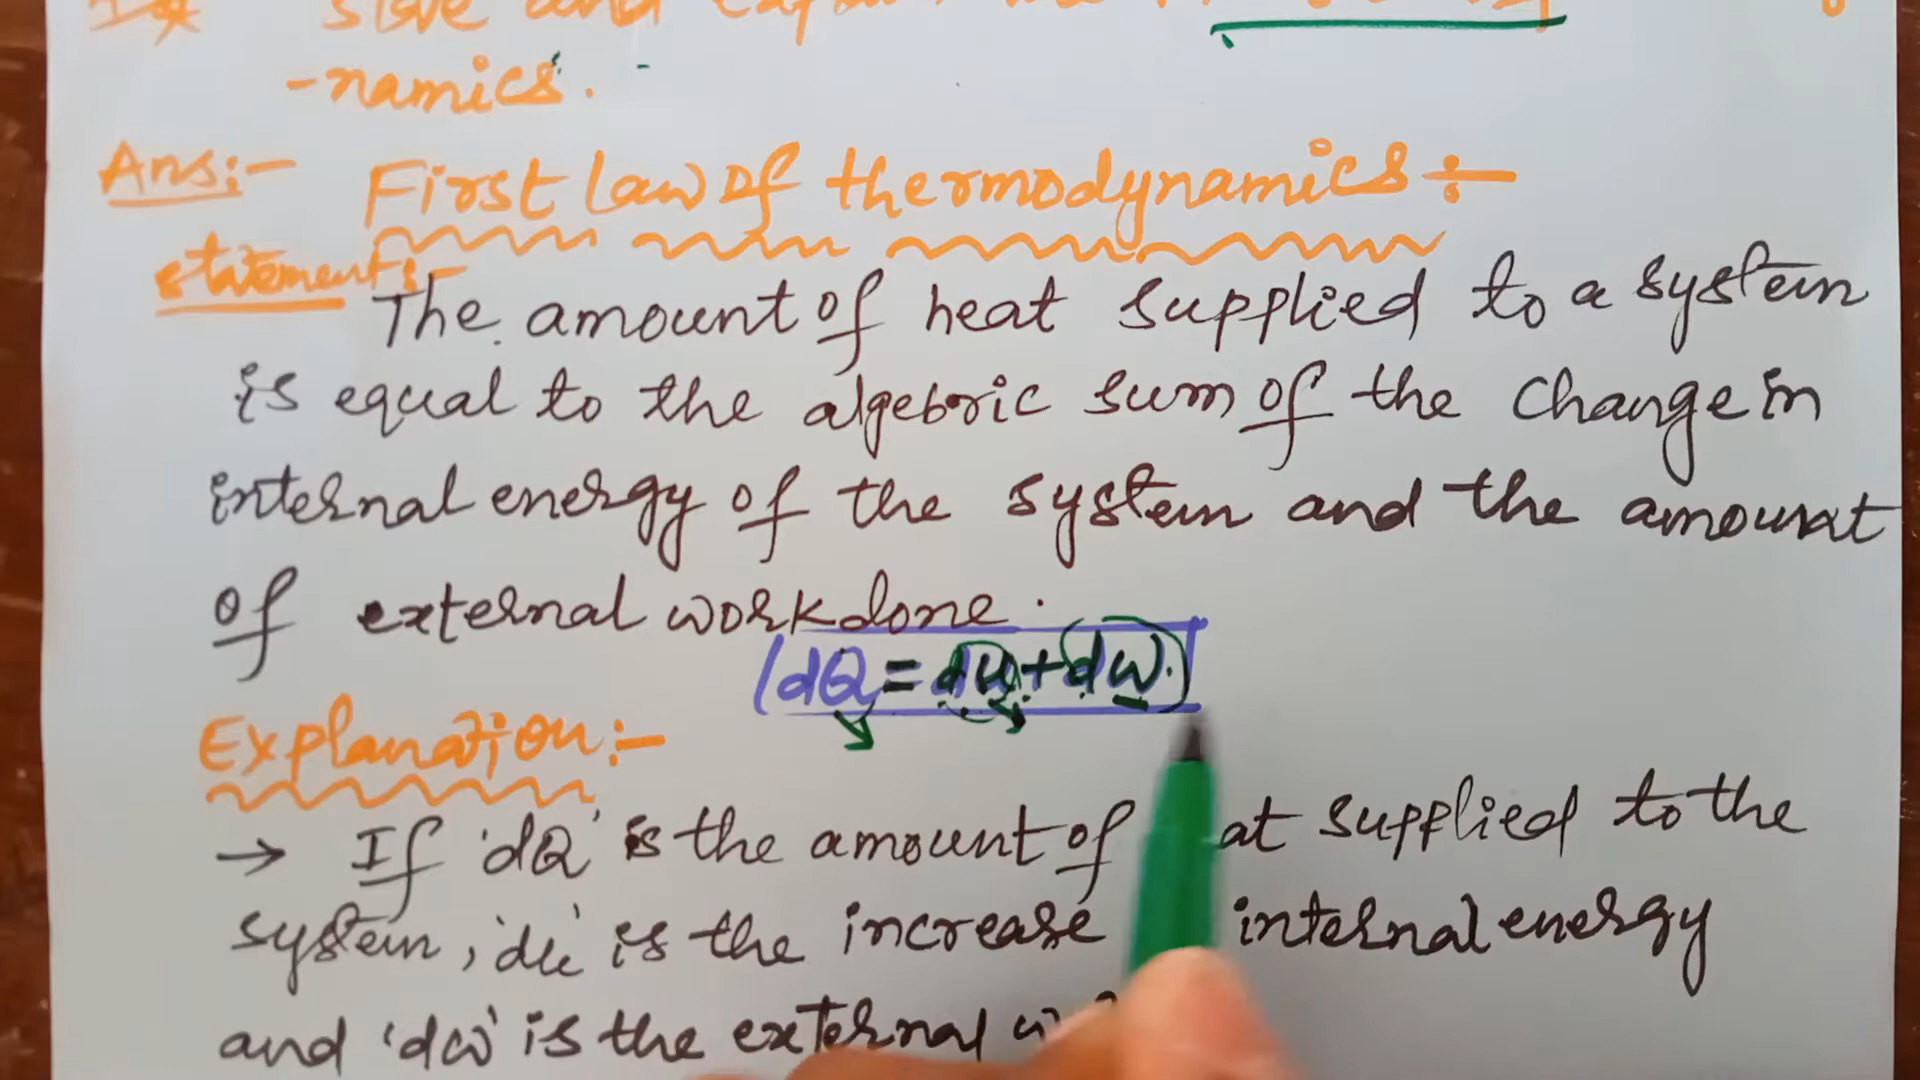 and
-namics.
Ans:- First law of thermodynamics :-
statement:-
The amount of heat supplied to a system
is equal to the algebric sum of the change in
internal energy of the system and the amount
of external work done.
dQ = du + dw.
Explanation:-
→ If 'dQ' is the amount of at supplied to the
system, 'du' is the increase internal energy
and 'dw' is the external